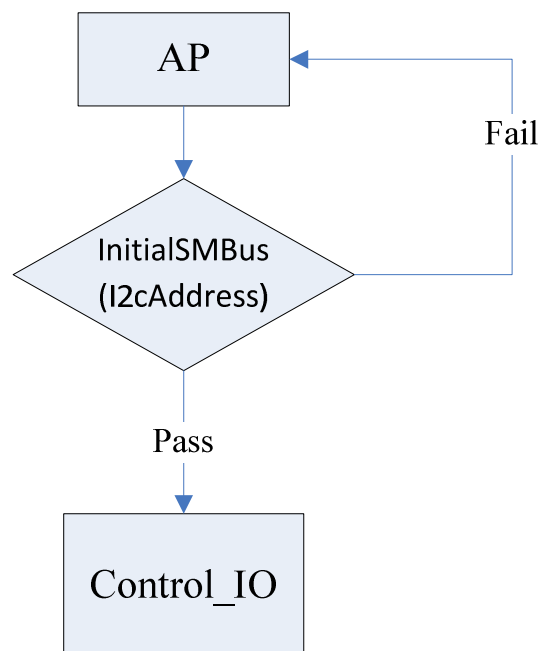 AP
Fail
InitialSMBus
(I2cAddress)
Pass
Control_IO